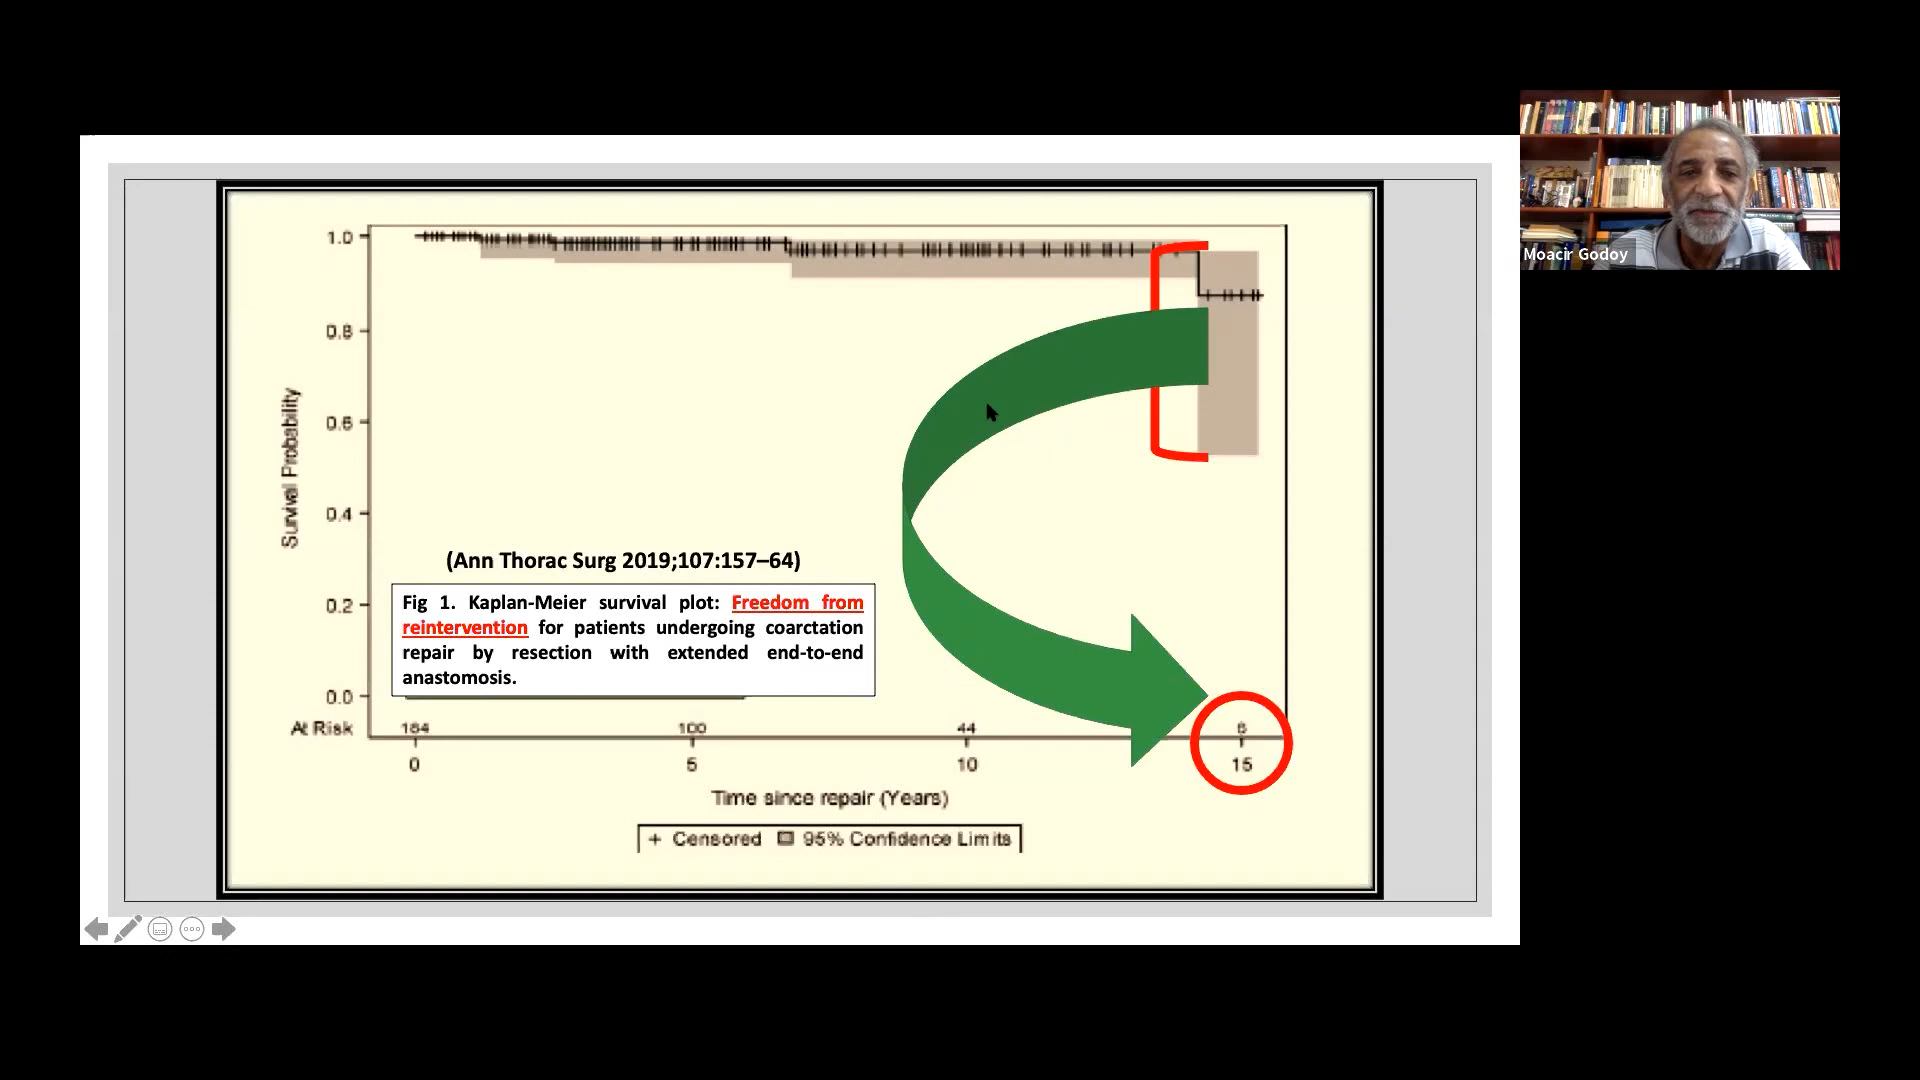 Moacir Godoy
1.0
0.8
0.6
0.4
0.2
0.0
Survival Probability
(Ann Thorac Surg 2019;107:157–64)
Fig 1. Kaplan-Meier survival plot: Freedom from
reintervention for patients undergoing coarctation
repair by resection with extended end-to-end
anastomosis.
At Risk 184 100 44 6
0 5 10 15
Time since repair (Years)
+ Censored 95% Confidence Limits